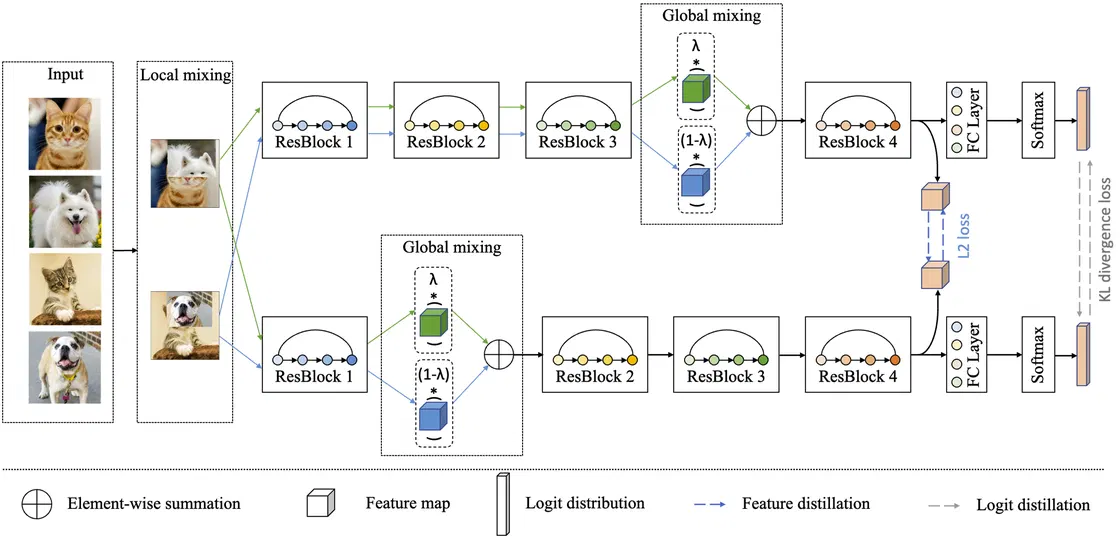 Input
Local mixing
ResBlock 1
ResBlock 2
ResBlock 3
Global mixing
λ
*
( )
(1-λ)
*
( )
ResBlock 4
FC Layer
Softmax
Global mixing
λ
*
( )
(1-λ)
*
( )
ResBlock 1
ResBlock 2
ResBlock 3
ResBlock 4
FC Layer
Softmax
L2 loss
KL divergence loss
Element-wise summation
Feature map
Logit distribution
Feature distillation
Logit distillation